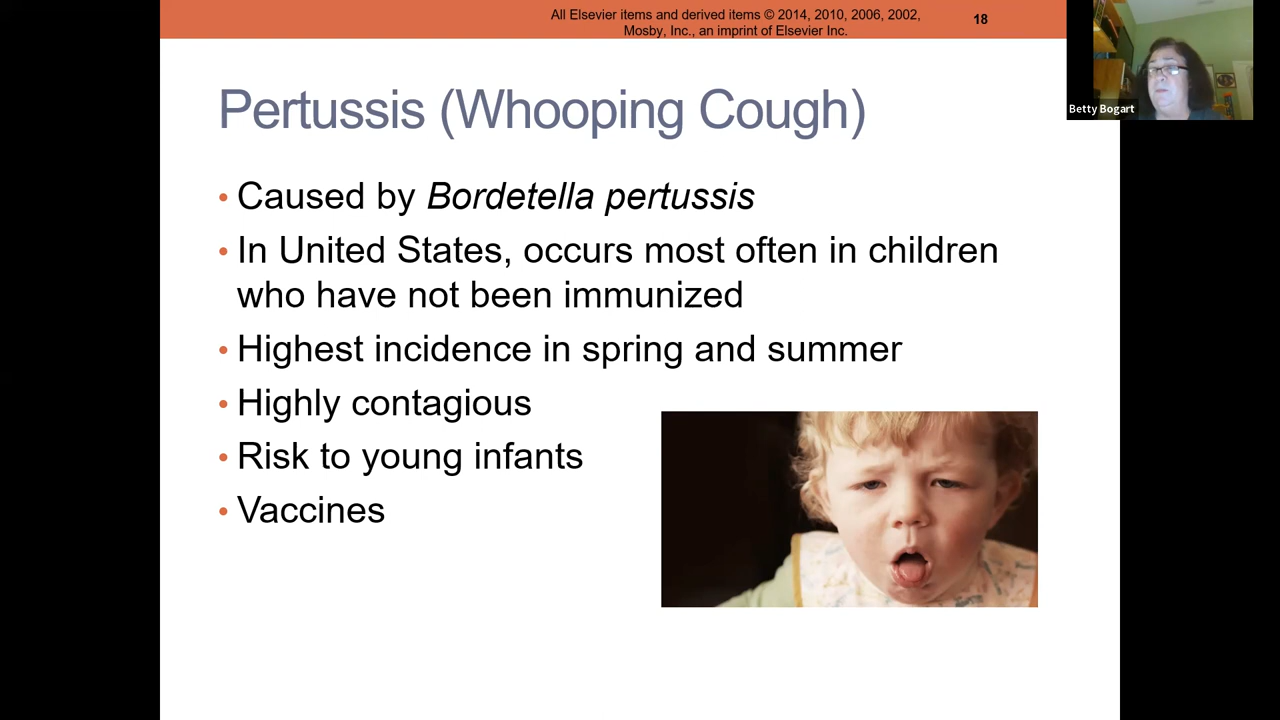 All Elsevier items and derived items © 2014, 2010, 2006, 2002,
Mosby, Inc., an imprint of Elsevier Inc.
18
Betty Bogart
Pertussis (Whooping Cough)
• Caused by Bordetella pertussis
• In United States, occurs most often in children
who have not been immunized
• Highest incidence in spring and summer
• Highly contagious
• Risk to young infants
• Vaccines